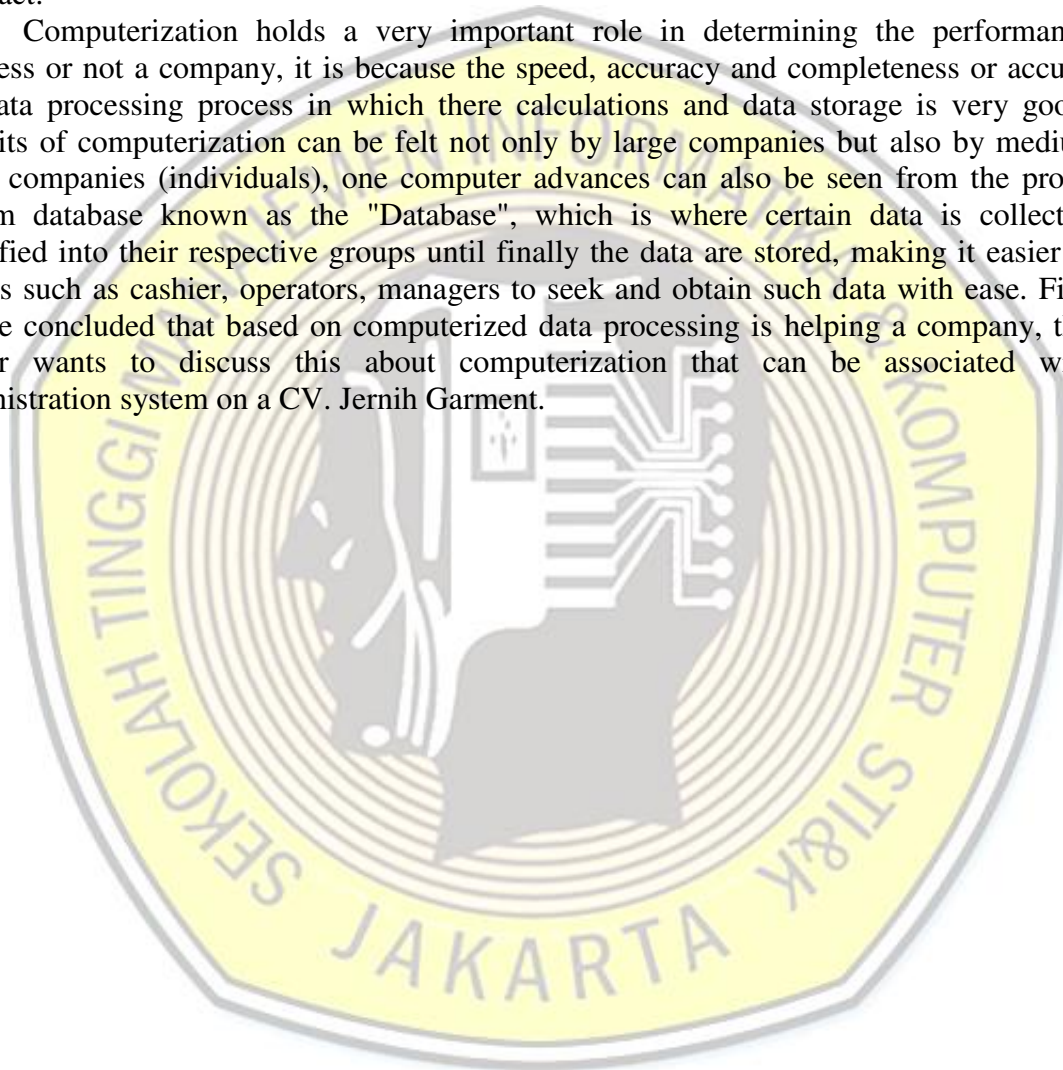 Computerization holds a very important role in determining the performan
ess or not a company, it is because the speed, accuracy and completeness or accu
ata processing process in which there calculations and data storage is very goo
its of computerization can be felt not only by large companies but also by mediu
companies (individuals), one computer advances can also be seen from the pro
m database known as the "Database", which is where certain data is collect
fied into their respective groups until finally the data are stored, making it easier
s such as cashier, operators, managers to seek and obtain such data with ease. Fi
e concluded that based on computerized data processing is helping a company, t
r wants to discuss this about computerization that can be associated w
nistration system on a CV. Jernih Garment.
SEKOLAH TINGGI MANAJEMEN INFORMATIKA & KOMPUTER STI&K
JAKARTA